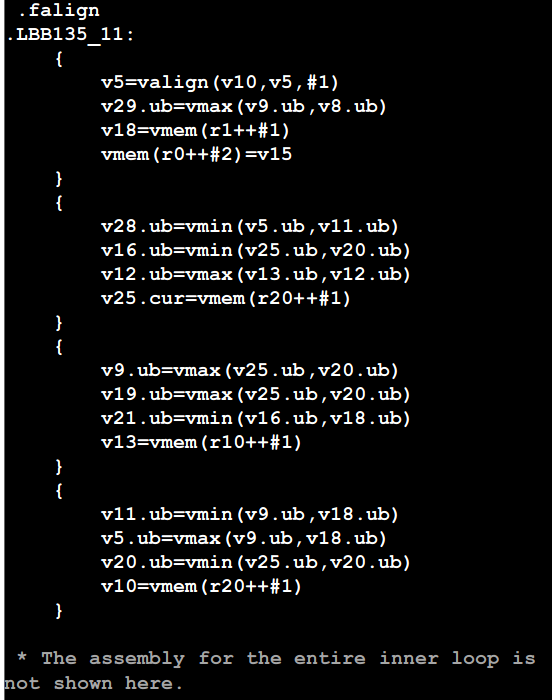 .falign
.LBB135_11:
{
v5=valign(v10,v5,#1)
v29.ub=vmax(v9.ub,v8.ub)
v18=vmem(r1++#1)
vmem(r0++#2)=v15
}
{
v28.ub=vmin(v5.ub,v11.ub)
v16.ub=vmin(v25.ub,v20.ub)
v12.ub=vmax(v13.ub,v12.ub)
v25.cur=vmem(r20++#1)
}
{
v9.ub=vmax(v25.ub,v20.ub)
v19.ub=vmax(v25.ub,v20.ub)
v21.ub=vmin(v16.ub,v18.ub)
v13=vmem(r10++#1)
}
{
v11.ub=vmin(v9.ub,v18.ub)
v5.ub=vmax(v9.ub,v18.ub)
v20.ub=vmin(v25.ub,v20.ub)
v10=vmem(r20++#1)
}
* The assembly for the entire inner loop is
not shown here.